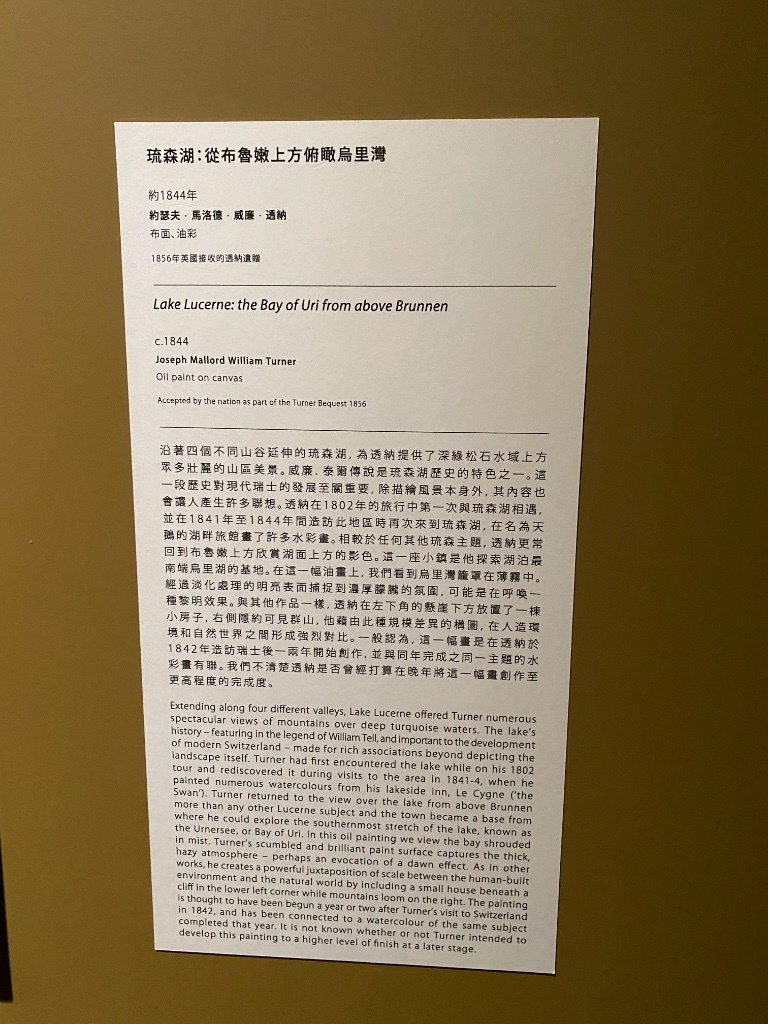 琉森湖：從布魯嫩上方俯瞰烏里灣
約1844年
約瑟夫．馬洛德．威廉．透納
布面、油彩
1856年英國接收的透納遺贈
Lake Lucerne: the Bay of Uri from above Brunnen
c.1844
Joseph Mallord William Turner
Oil paint on canvas
Accepted by the nation as part of the Turner Bequest 1856
沿著四個不同山谷延伸的琉森湖，為透納提供了深綠松石水域上方
眾多壯麗的山區美景。威廉．泰爾傳說是琉森湖歷史的特色之一。這
一段歷史對現代瑞士的發展至關重要，除描繪風景本身外，其內容也
會讓人產生許多聯想。透納在1802年的旅行中第一次與琉森湖相遇，
並在1841年至1844年間造訪此地區時再次來到琉森湖，在名為天
鵝的湖畔旅館畫了許多水彩畫。相較於任何其他琉森主題，透納更常
回到布魯嫩上方欣賞湖面上方的影色。這一座小鎮是他探索湖泊最
南端烏里湖的基地。在這一幅油畫上，我們看到烏里灣籠罩在薄霧中。
經過淡化處理的明亮表面捕捉到濃厚朦朧的氛圍，可能是在呼喚一
種黎明效果。與其他作品一樣，透納在左下角的懸崖下方放置了一棟
小房子，右側隱約可見群山，他藉由此種規模差異的構圖，在人造環
境和自然世界之間形成強烈對比。一般認為，這一幅畫是在透納於
1842年造訪瑞士後一兩年開始創作，並與同年完成之同一主題的水
彩畫有聯。我們不清楚透納是否曾經打算在晚年將這一幅畫創作至
更高程度的完成度。
Extending along four different valleys, Lake Lucerne offered Turner numerous
spectacular views of mountains over deep turquoise waters. The lake's
history – featuring in the legend of William Tell, and important to the development
of modern Switzerland – made for rich associations beyond depicting the
landscape itself. Turner had first encountered the lake while on his 1802
tour and rediscovered it during visits to the area in 1841-4, when he
painted numerous watercolours from his lakeside inn, Le Cygne ('the
Swan'). Turner returned to the view over the lake from above Brunnen
more than any other Lucerne subject and the town became a base from
where he could explore the southernmost stretch of the lake, known as
the Urnersee, or Bay of Uri. In this oil painting we view the bay shrouded
in mist. Turner's scumbled and brilliant paint surface captures the thick,
hazy atmosphere – perhaps an evocation of a dawn effect. As in other
works, he creates a powerful juxtaposition of scale between the human-built
environment and the natural world by including a small house beneath a
cliff in the lower left corner while mountains loom on the right. The painting
is thought to have been begun a year or two after Turner's visit to Switzerland
in 1842, and has been connected to a watercolour of the same subject
completed that year. It is not known whether or not Turner intended to
develop this painting to a higher level of finish at a later stage.